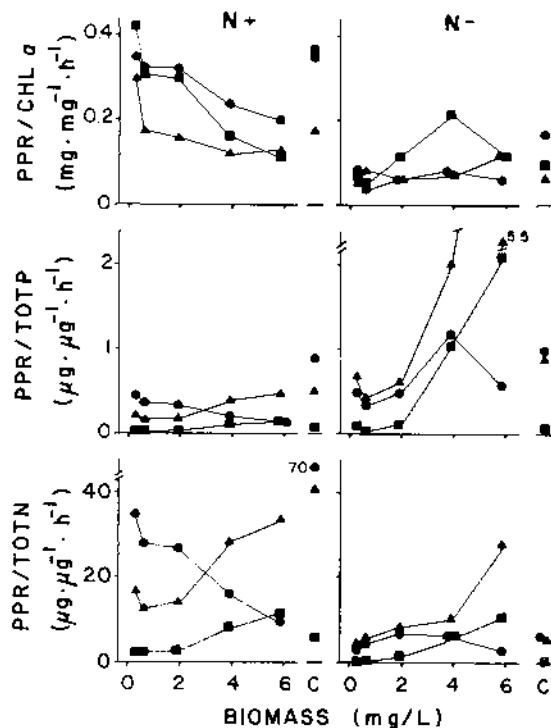 N+ N-
PPR/CHL a
(mg·mg⁻¹·h⁻¹)
0.4
0.2
0
PPR/TOTP
(µg·µg⁻¹·h⁻¹)
2
1
0
5.5
PPR/TOTN
(µg·µg⁻¹·h⁻¹)
70
40
20
0
0 2 4 6 C 0 2 4 6 C
BIOMASS (mg/L)